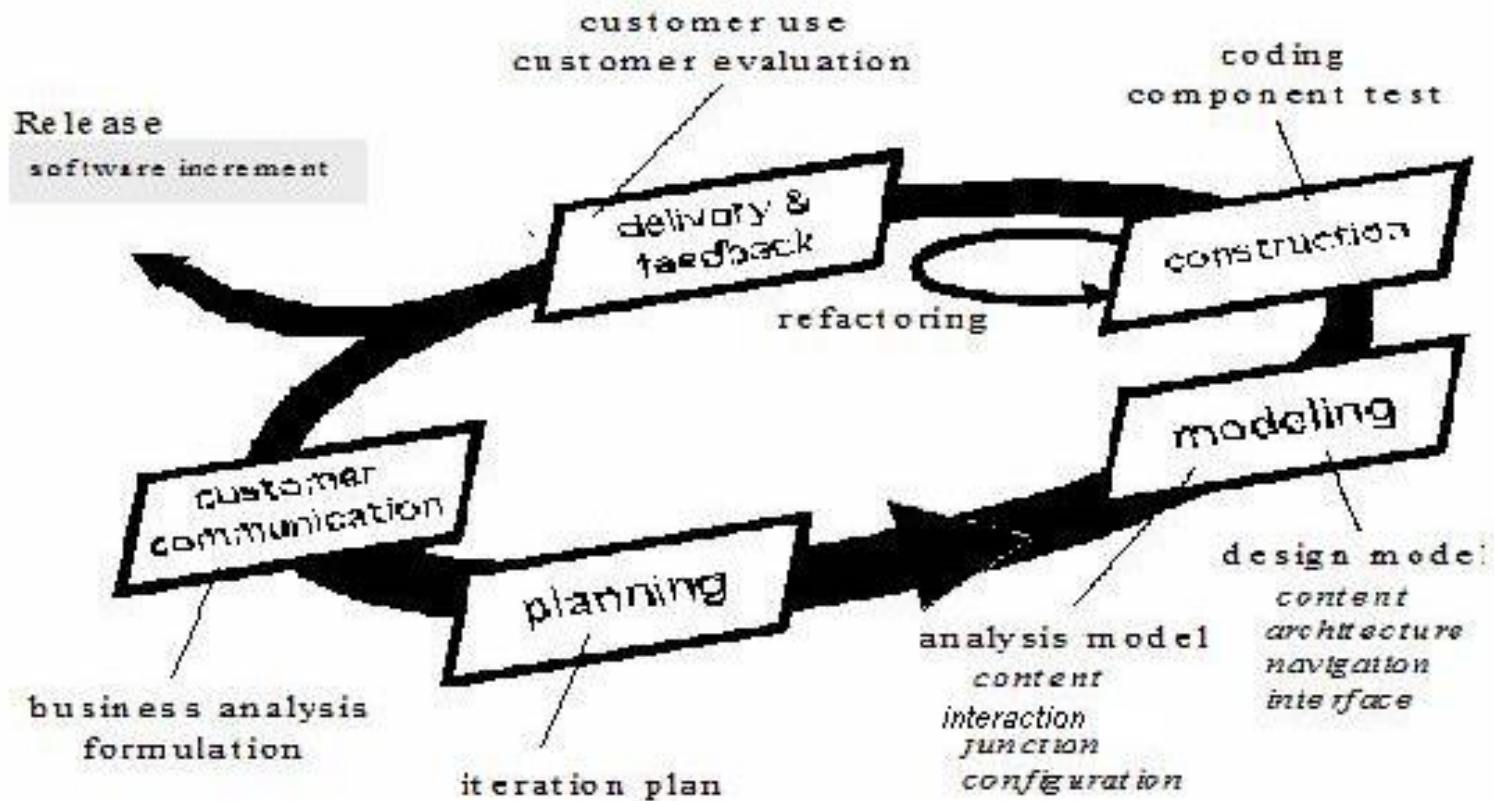 customer use
customer evaluation
coding
component test
Release
software increment
delivery &
feedback
construction
refactoring
modeling
customer
communication
planning
design model
content
architecture
navigation
interface
analysis model
content
interaction
function
configuration
business analysis
formulation
iteration plan